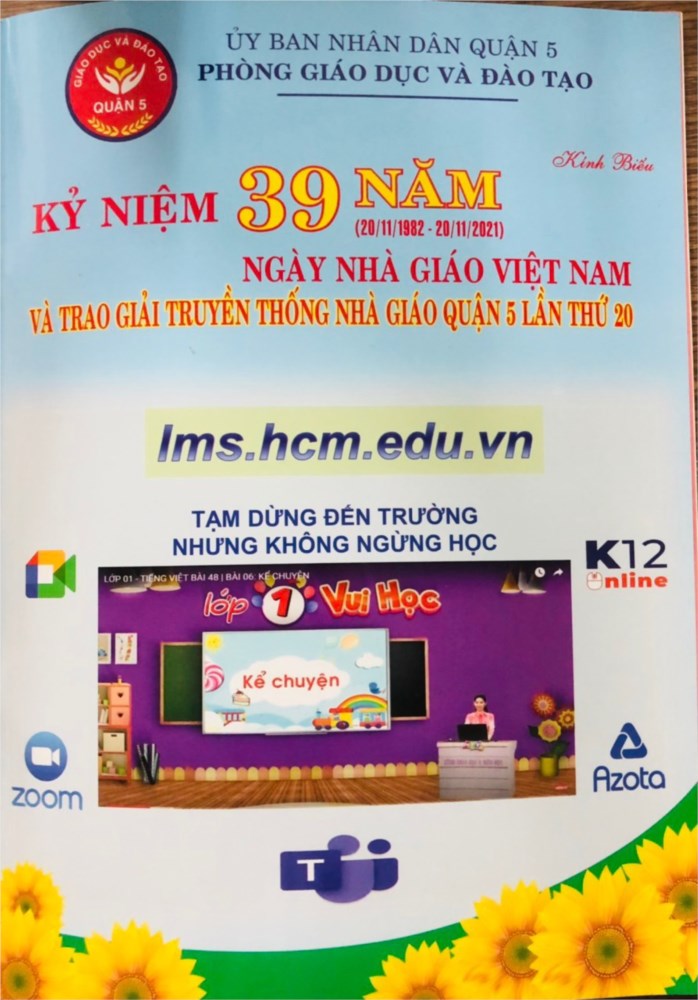 GIÁO DỤC VÀ ĐÀO TẠO
QUẬN 5
ỦY BAN NHÂN DÂN QUẬN 5
PHÒNG GIÁO DỤC VÀ ĐÀO TẠO
Kính Biếu
KỶ NIỆM 39 NĂM
(20/11/1982 - 20/11/2021)
NGÀY NHÀ GIÁO VIỆT NAM
VÀ TRAO GIẢI TRUYỀN THỐNG NHÀ GIÁO QUẬN 5 LẦN THỨ 20
lms.hcm.edu.vn
TẠM DỪNG ĐẾN TRƯỜNG
NHƯNG KHÔNG NGỪNG HỌC
K12
Online
LỚP 01 - TIẾNG VIỆT BÀI 48 | BÀI 06: KỂ CHUYỆN
lớp 1 Vui Học
Kể chuyện
zoom
Azota
T